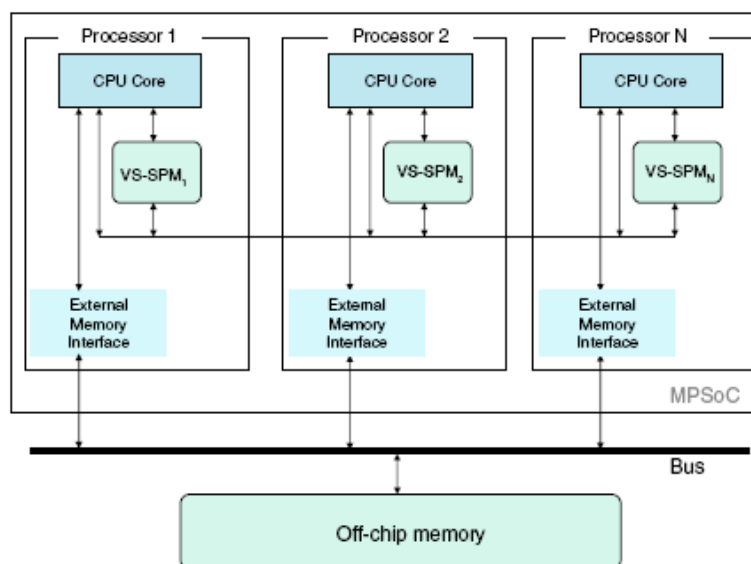 Processor 1
Processor 2
Processor N
CPU Core
CPU Core
CPU Core
VS-SPM1
VS-SPM2
VS-SPMN
External
Memory
Interface
External
Memory
Interface
External
Memory
Interface
MPSoC
Bus
Off-chip memory